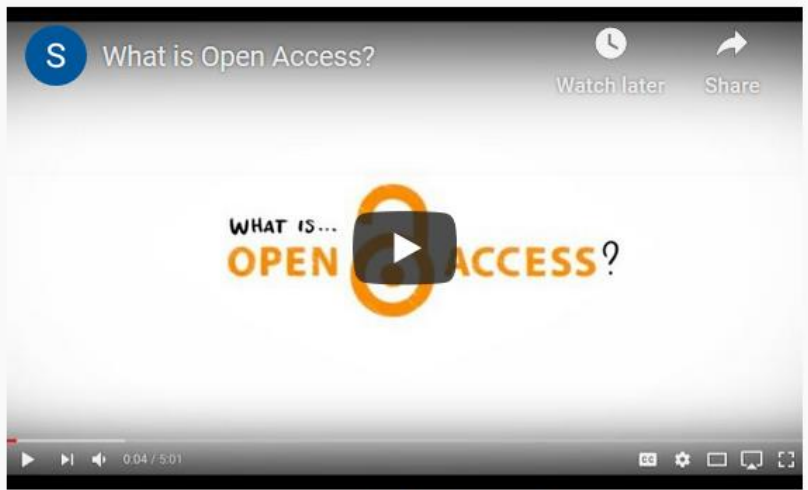 S What is Open Access?
Watch later Share
WHAT IS...
OPEN ACCESS?
0:04 / 5:01
CC